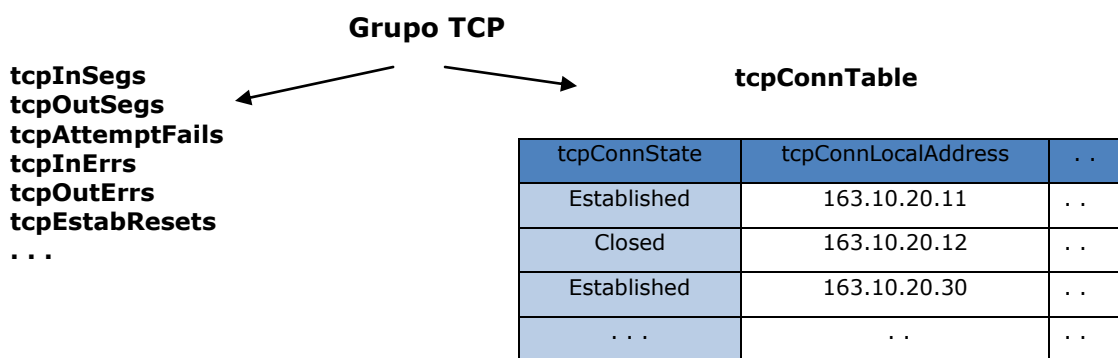 Grupo TCP
tcpInSegs
tcpOutSegs
tcpAttemptFails
tcpInErrs
tcpOutErrs
tcpEstabResets
. . .
tcpConnTable
tcpConnState tcpConnLocalAddress . .
Established 163.10.20.11 . .
Closed 163.10.20.12 . .
Established 163.10.20.30 . .
. . . . . . .